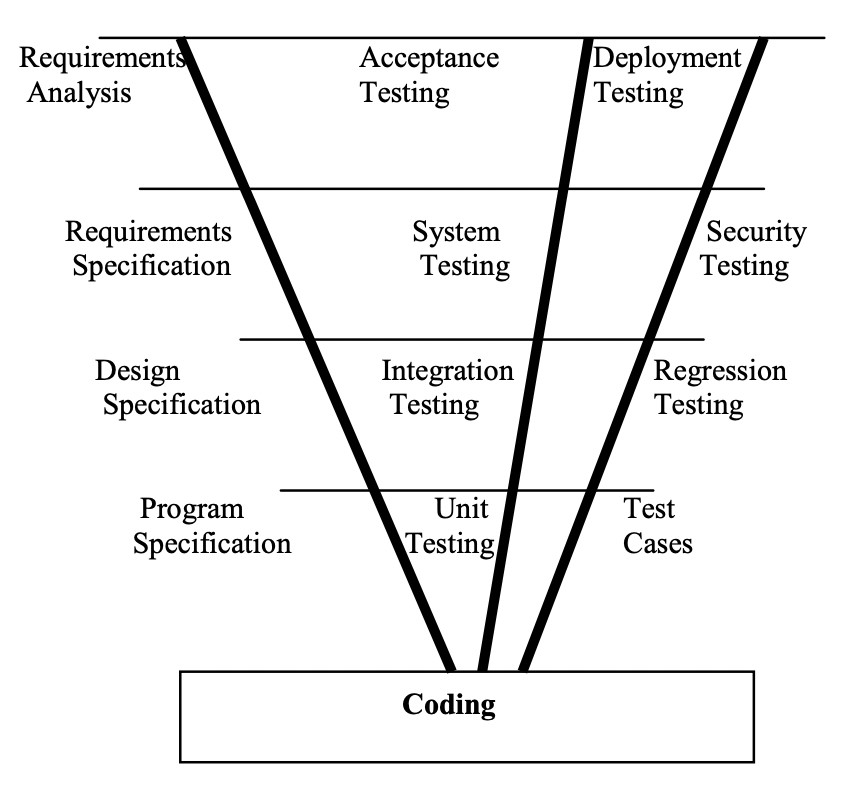 Requirements
Analysis
Acceptance
Testing
Deployment
Testing
Requirements
Specification
System
Testing
Security
Testing
Design
Specification
Integration
Testing
Regression
Testing
Program
Specification
Unit
Testing
Test
Cases
Coding